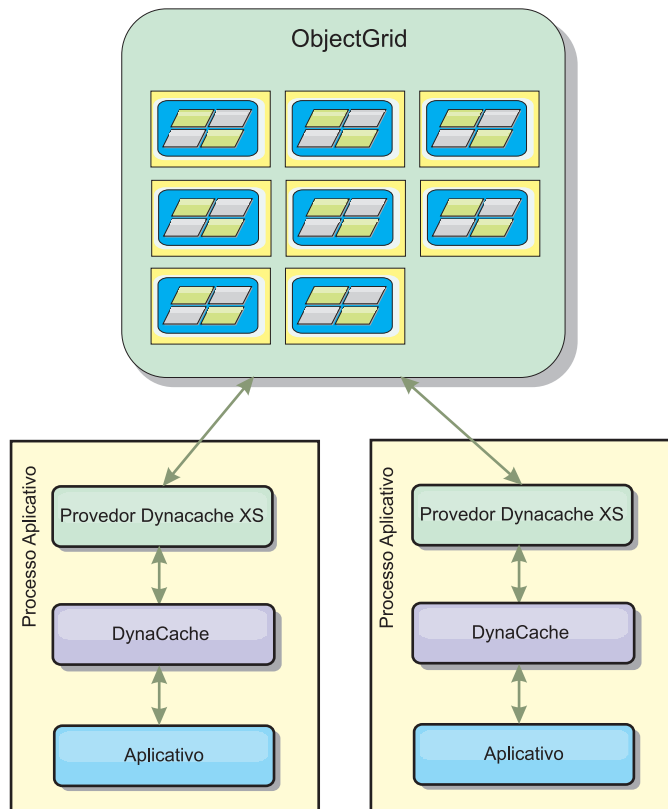 ObjectGrid
Processo Aplicativo
Provedor Dynacache XS
DynaCache
Aplicativo
Processo Aplicativo
Provedor Dynacache XS
DynaCache
Aplicativo